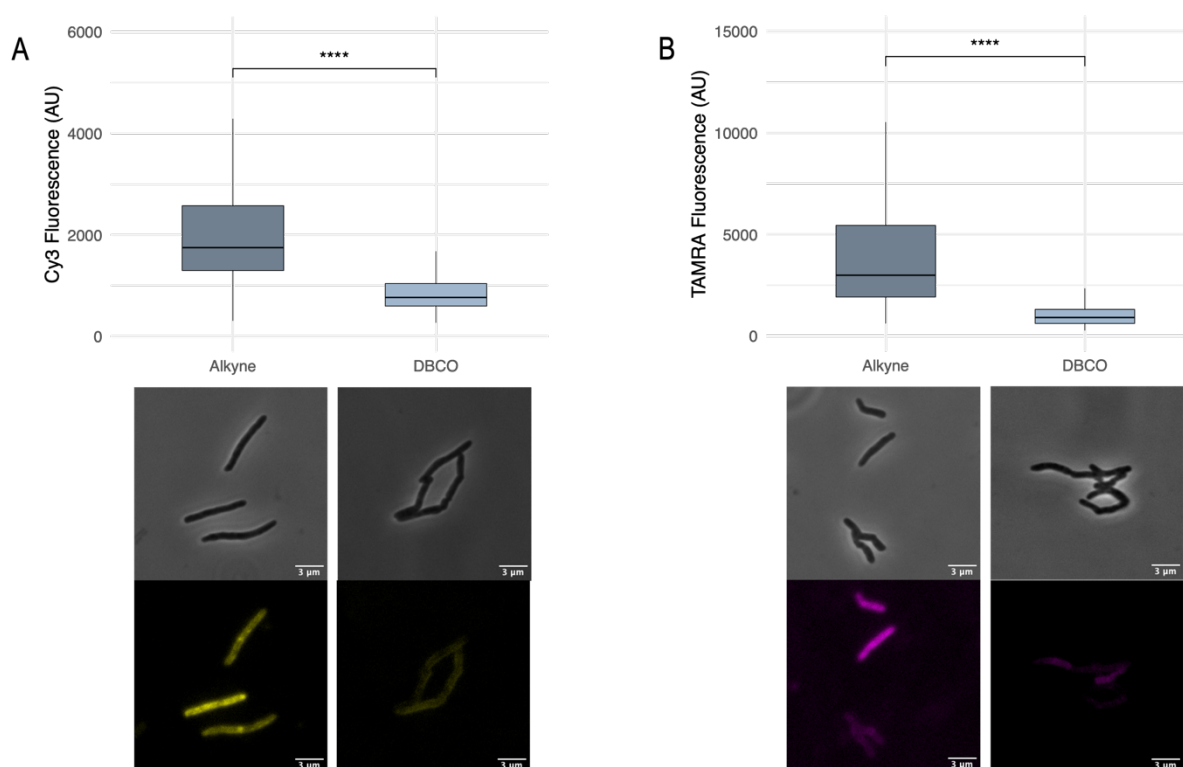 A
Cy3 Fluorescence (AU)
6000
4000
2000
0
****
Alkyne
DBCO
3 µm
3 µm
3 µm
3 µm
B
TAMRA Fluorescence (AU)
15000
10000
5000
0
****
Alkyne
DBCO
3 µm
3 µm
3 µm
3 µm